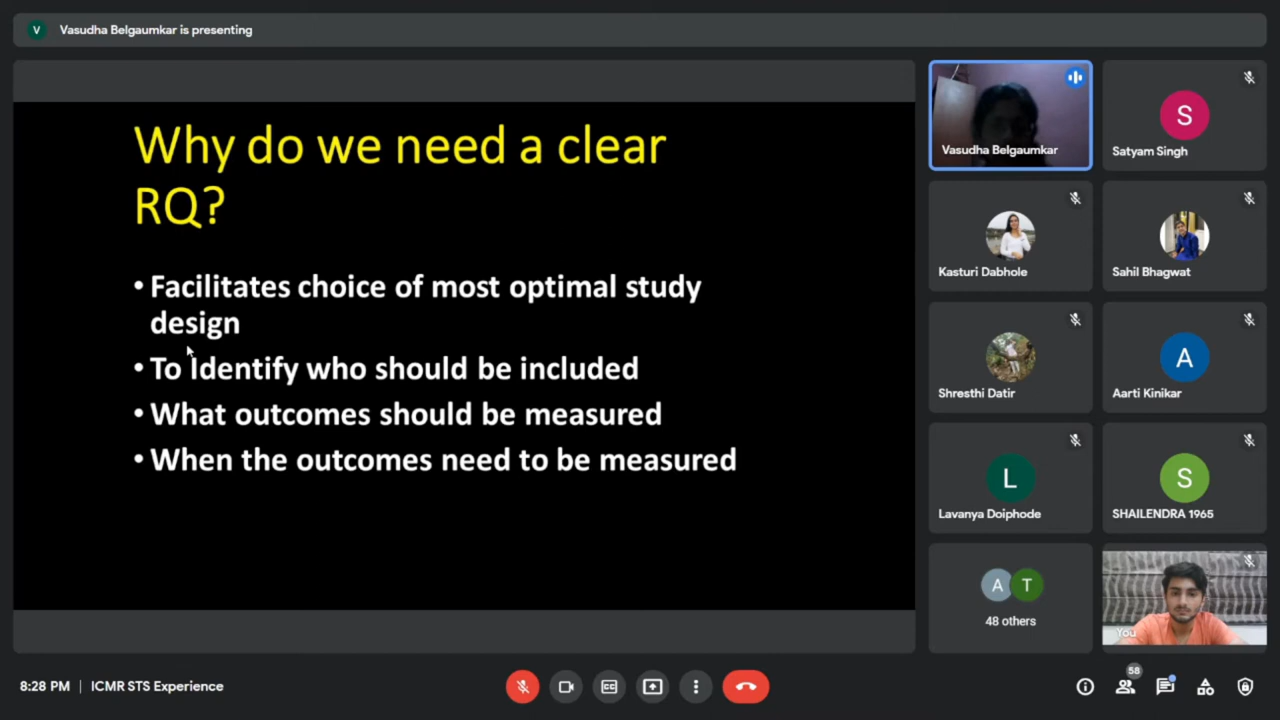 V
Vasudha Belgaumkar is presenting
Why do we need a clear
RQ?
• Facilitates choice of most optimal study
design
• To Identify who should be included
• What outcomes should be measured
• When the outcomes need to be measured
Vasudha Belgaumkar
S
Satyam Singh
Kasturi Dabhole
Sahil Bhagwat
Shresthi Datir
A
Aarti Kinikar
L
Lavanya Doiphode
S
SHAILENDRA 1965
A T
48 others
You
8:28 PM | ICMR STS Experience
CC
58